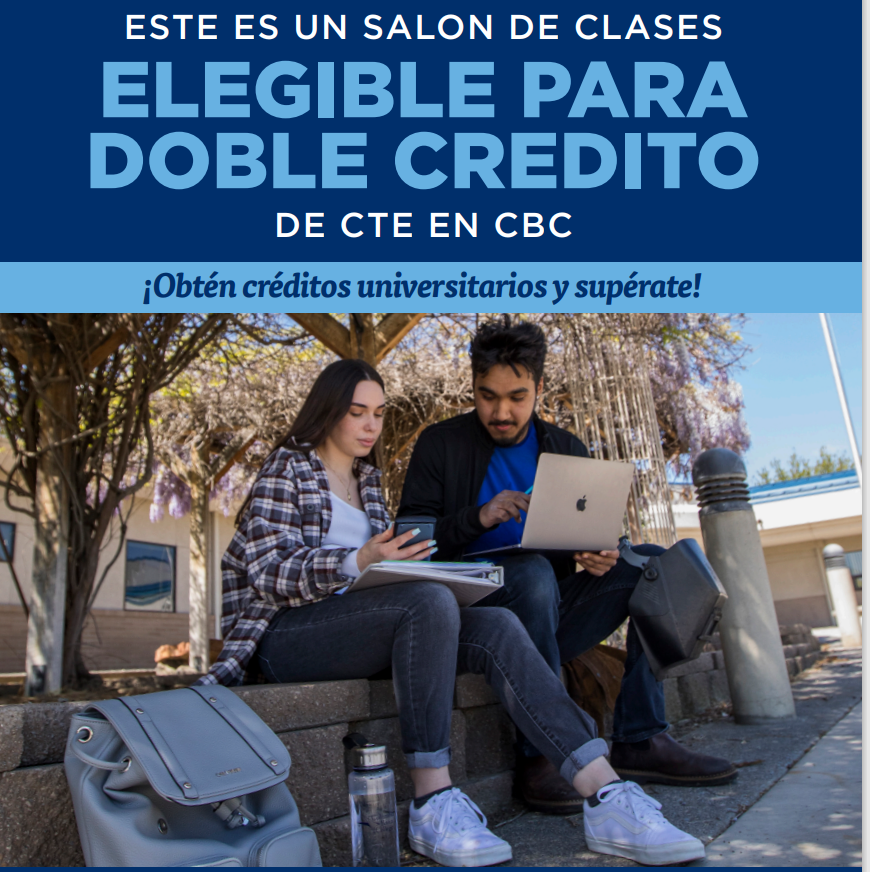 ESTE ES UN SALON DE CLASES
ELEGIBLE PARA
DOBLE CREDITO
DE CTE EN CBC
¡Obtén créditos universitarios y supérate!